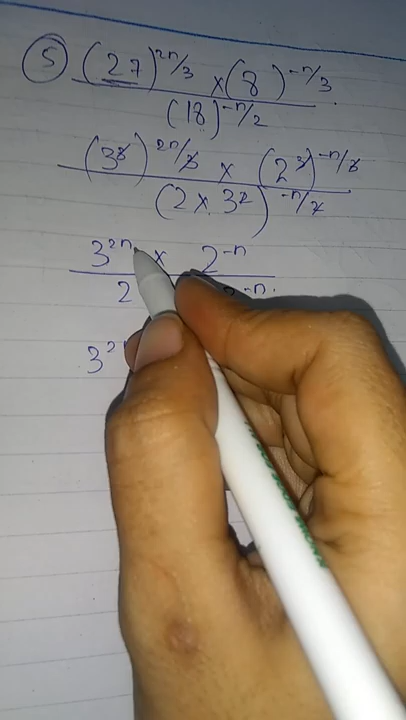 5 (27)^2n/3 × (8)^-n/3
(18)^-n/2
(3^3)^2n/3 × (2^3)^-n/3
(2 × 3^2)^-n/2
3^2n × 2^-n
2 -n
3^2